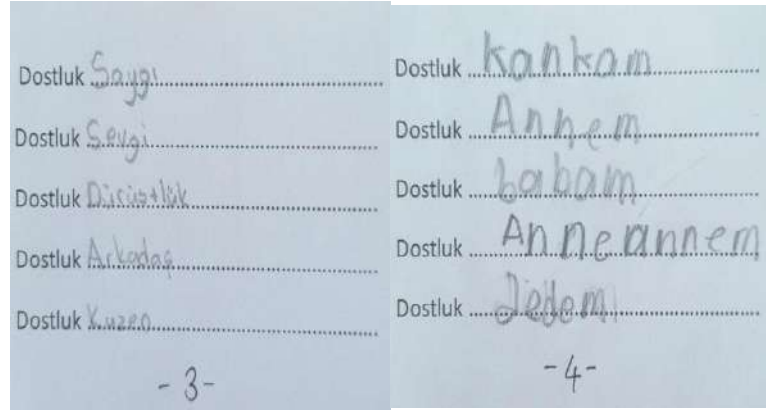 Dostluk Saygı
Dostluk Sevgi
Dostluk Dürüstlük
Dostluk Arkadaş
Dostluk Kuzen
- 3 -
Dostluk kankam
Dostluk Annem
Dostluk babam
Dostluk Anneannem
Dostluk Dedem
- 4 -